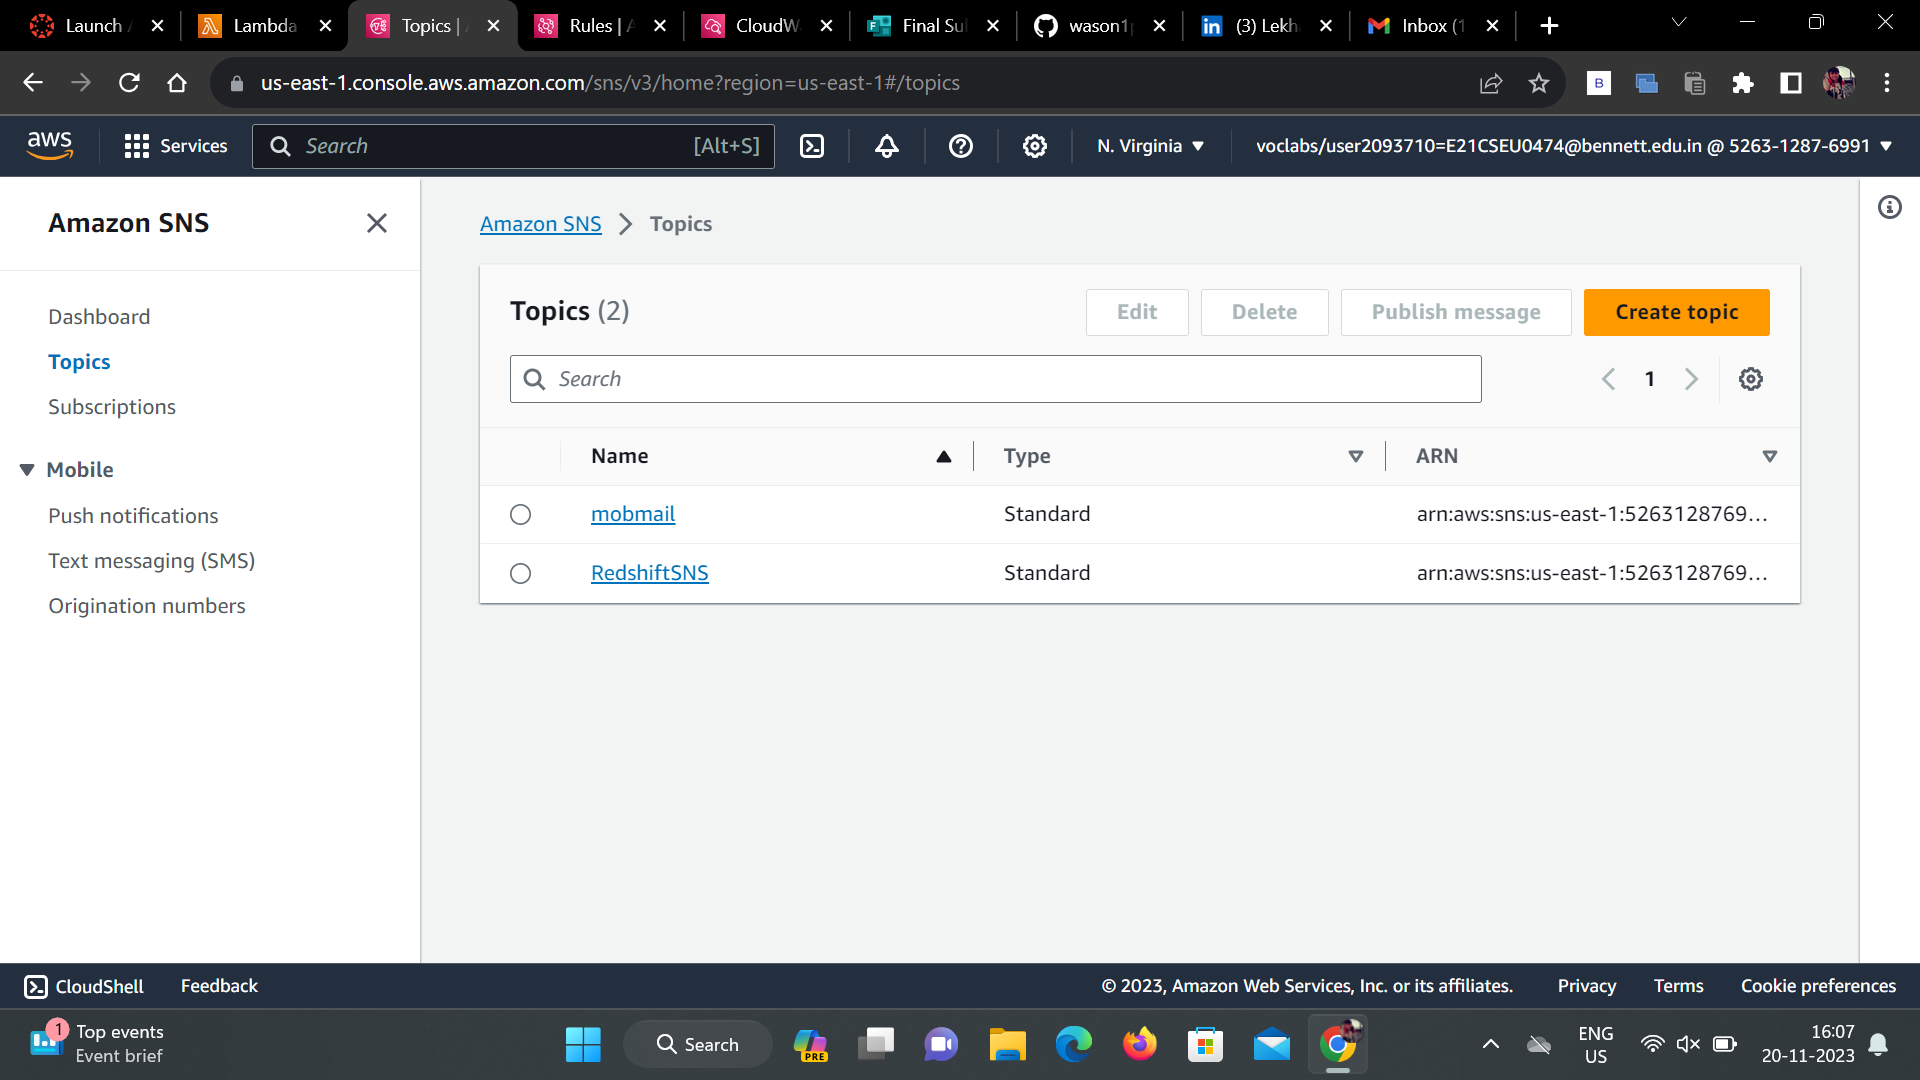 Launch A
Lambda
Topics | A
Rules | A
CloudW
Final Sul
wason1p
(3) Lekh
Inbox (1
us-east-1.console.aws.amazon.com/sns/v3/home?region=us-east-1#/topics
B
aws
Services
Search
[Alt+S]
N. Virginia
voclabs/user2093710=E21CSEU0474@bennett.edu.in @ 5263-1287-6991
Amazon SNS
Amazon SNS
Topics
Topics (2)
Edit
Delete
Publish message
Create topic
Dashboard
Topics
Subscriptions
Mobile
Push notifications
Text messaging (SMS)
Origination numbers
Search
1
Name
Type
ARN
mobmail
Standard
arn:aws:sns:us-east-1:5263128769...
RedshiftSNS
Standard
arn:aws:sns:us-east-1:5263128769...
CloudShell
Feedback
© 2023, Amazon Web Services, Inc. or its affiliates.
Privacy
Terms
Cookie preferences
1
Top events
Event brief
Search
PRE
ENG
US
16:07
20-11-2023